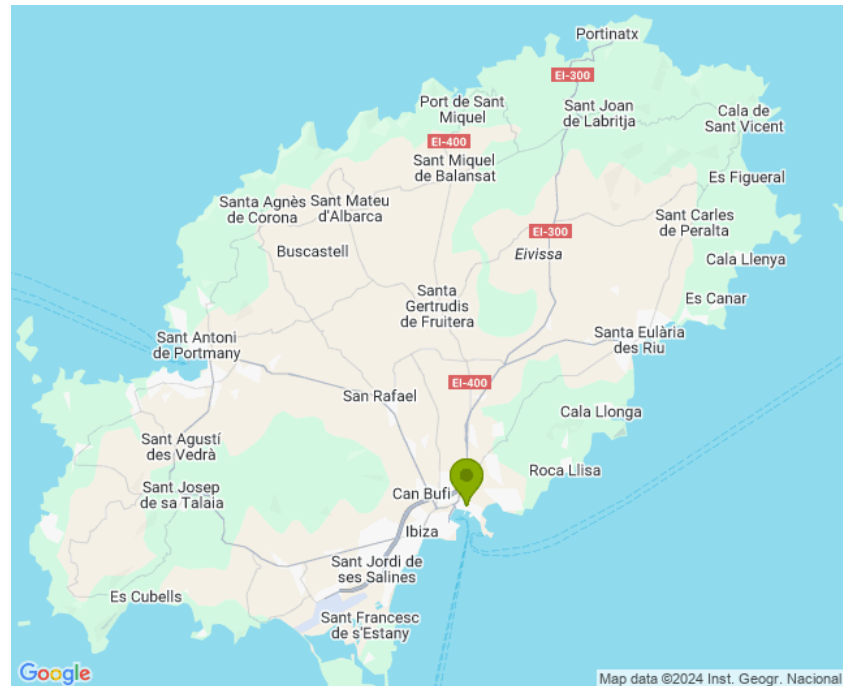 Portinatx
EI-300
Port de Sant
Miquel
Sant Joan
de Labritja
Cala de
Sant Vicent
EI-400
Sant Miquel
de Balansat
Es Figueral
Santa Agnès
de Corona
Sant Mateu
d'Albarca
Sant Carles
de Peralta
EI-300
Buscastell
Eivissa
Cala Llenya
Santa
Gertrudis
de Fruitera
Es Canar
Sant Antoni
de Portmany
Santa Eulària
des Riu
EI-400
San Rafael
Cala Llonga
Sant Agustí
des Vedrà
Roca Llisa
Sant Josep
de sa Talaia
Can Bufí
Ibiza
Sant Jordi de
ses Salines
Es Cubells
Sant Francesc
de s'Estany
Google
Map data ©2024 Inst. Geogr. Nacional